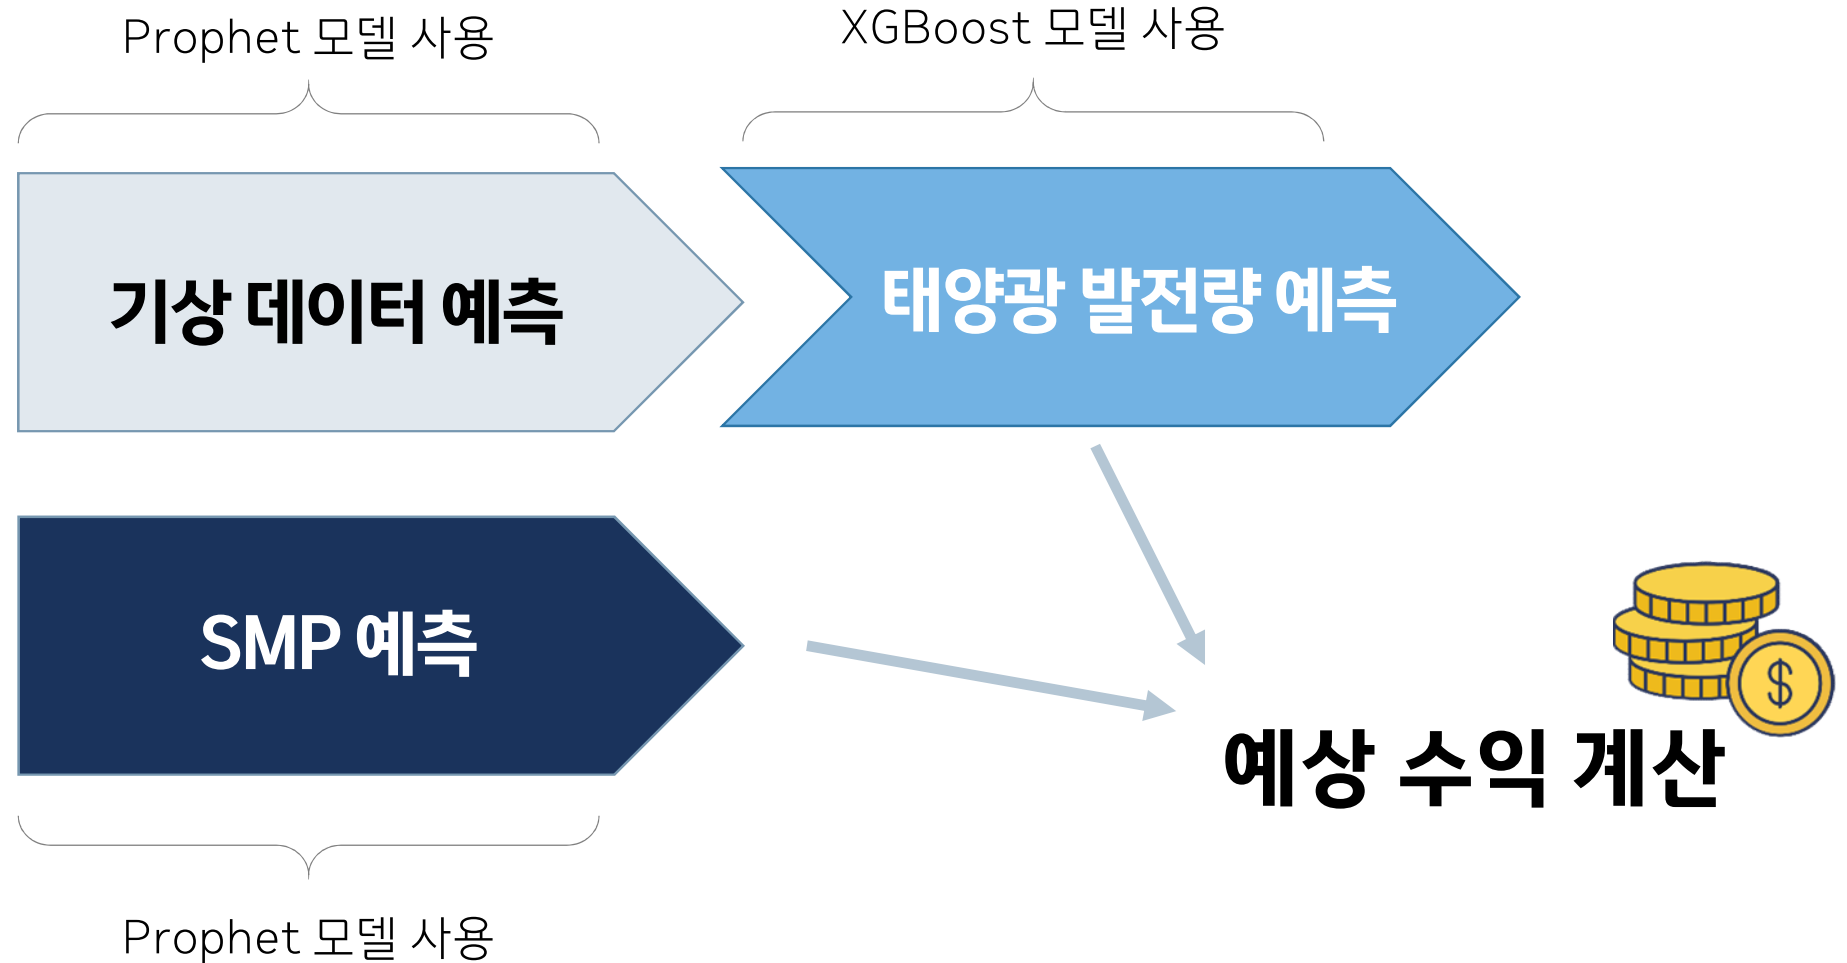 Prophet 모델 사용
XGBoost 모델 사용
기상 데이터 예측
태양광 발전량 예측
SMP 예측
$
예상 수익 계산
Prophet 모델 사용